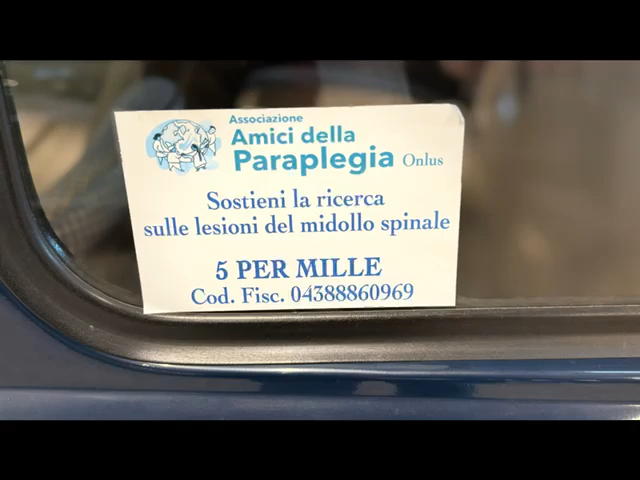 Associazione
Amici della
Paraplegia Onlus
Sostieni la ricerca
sulle lesioni del midollo spinale
5 PER MILLE
Cod. Fisc. 04388860969